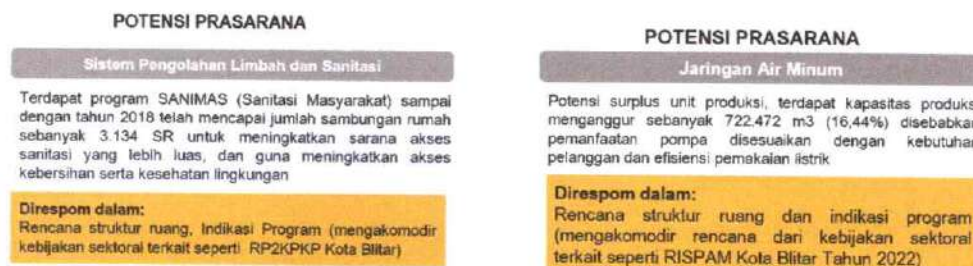 POTENSI PRASARANA
Sistem Pengolahan Limbah dan Sanitasi
Terdapat program SANIMAS (Sanitasi Masyarakat) sampai
dengan tahun 2018 telah mencapai jumlah sambungan rumah
sebanyak 3.134 SR untuk meningkatkan sarana akses
sanitasi yang lebih luas, dan guna meningkatkan akses
kebersihan serta kesehatan lingkungan
Direspom dalam:
Rencana struktur ruang, Indikasi Program (mengakomodir
kebijakan sektoral terkait seperti RP2KPKP Kota Blitar)
POTENSI PRASARANA
Jaringan Air Minum
Potensi surplus unit produksi, terdapat kapasitas produks
menganggur sebanyak 722.472 m3 (16,44%) disebabkan
pemanfaatan pompa disesuaikan dengan kebutuhan
pelanggan dan efisiensi pemakaian listrik
Direspom dalam:
Rencana struktur ruang dan indikasi program
(mengakomodir rencana dari kebijakan sektoral
terkait seperti RISPAM Kota Blitar Tahun 2022)